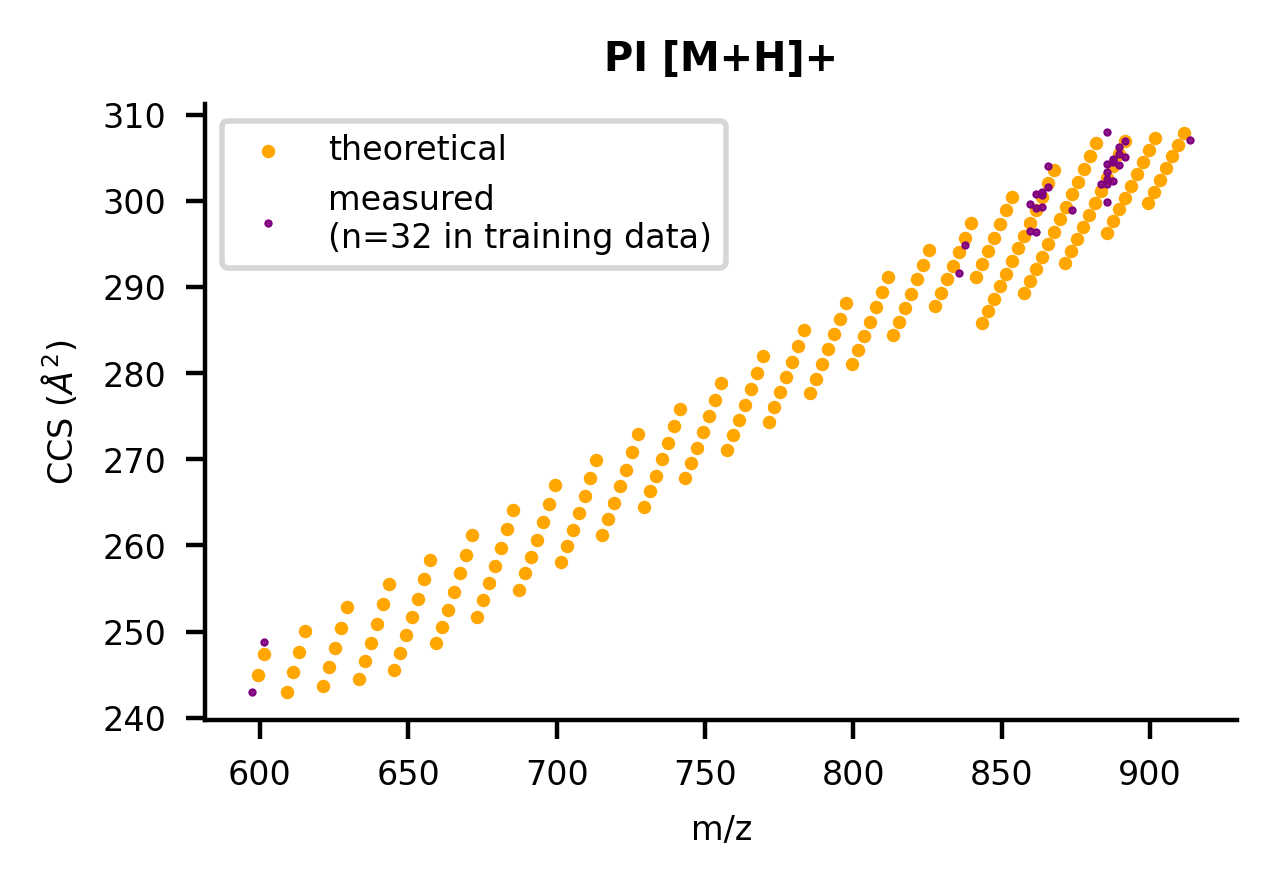 PI [M+H]+
theoretical
measured
(n=32 in training data)
CCS (Å²)
310
300
290
280
270
260
250
240
600
650
700
750
800
850
900
m/z